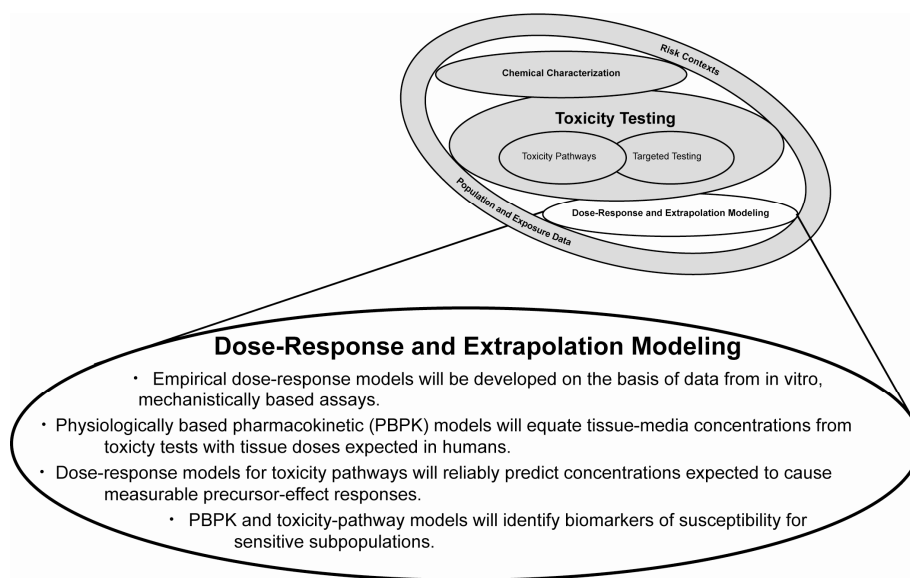 Risk Contexts
Chemical Characterization
Toxicity Testing
Toxicity Pathways
Targeted Testing
Population and Exposure Data
Dose-Response and Extrapolation Modeling
Dose-Response and Extrapolation Modeling
· Empirical dose-response models will be developed on the basis of data from in vitro,
mechanistically based assays.
· Physiologically based pharmacokinetic (PBPK) models will equate tissue-media concentrations from
toxicty tests with tissue doses expected in humans.
· Dose-response models for toxicity pathways will reliably predict concentrations expected to cause
measurable precursor-effect responses.
· PBPK and toxicity-pathway models will identify biomarkers of susceptibility for
sensitive subpopulations.